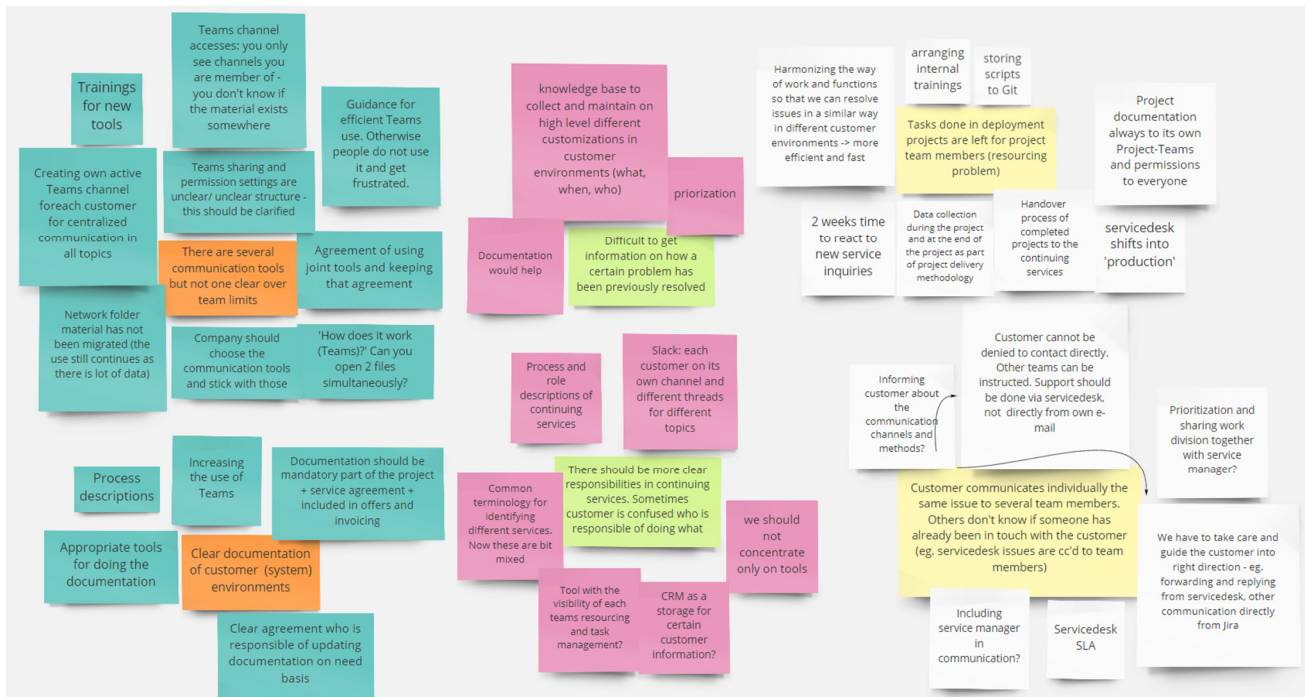 Trainings
for new
tools
Teams channel
accesses: you only
see channels you
are member of -
you don't know if
the material exists
somewhere
Guidance for
efficient Teams
use. Otherwise
people do not use
it and get
frustrated.
Creating own active
Teams channel
foreach customer
for centralized
communication in
all topics
Teams sharing and
permission settings are
unclear/ unclear structure -
this should be clarified
There are several
communication tools
but not one clear over
team limits
Agreement of using
joint tools and keeping
that agreement
Network folder
material has not
been migrated (the
use still continues as
there is lot of data)
Company should
choose the
communication tools
and stick with those
'How does it work
(Teams)?' Can you
open 2 files
simultaneously?
Process
descriptions
Increasing
the use of
Teams
Documentation should be
mandatory part of the project
+ service agreement +
included in offers and
invoicing
Appropriate tools
for doing the
documentation
Clear documentation
of customer (system)
environments
Clear agreement who is
responsible of updating
documentation on need
basis
knowledge base to
collect and maintain on
high level different
customizations in
customer
environments (what,
when, who)
priorization
Documentation
would help
Difficult to get
information on how a
certain problem has
been previously resolved
Process and
role
descriptions of
continuing
services
Slack: each
customer on
its own channel
and different
threads for
different
topics
Common
terminology for
identifying
different services.
Now these are bit
mixed
There should be more clear
responsibilities in continuing
services. Sometimes
customer is confused who is
responsible of doing what
we should
not
concentrate
only on tools
Tool with the
visibility of each
teams resourcing
and task
management?
CRM as a
storage for
certain
customer
information?
Harmonizing the way
of work and functions
so that we can resolve
issues in a similar way
in different customer
environments -> more
efficient and fast
arranging
internal
trainings
storing
scripts
to Git
Tasks done in deployment
projects are left for project
team members (resourcing
problem)
Project
documentation
always to its own
Project-Teams
and permissions
to everyone
2 weeks time
to react to
new service
inquiries
Data collection
during the project
and at the end of
the project as part
of project delivery
methodology
Handover
process of
completed
projects to the
continuing
services
servicedesk
shifts into
'production'
Informing
customer about
the
communication
channels and
methods?
Customer cannot be
denied to contact directly.
Other teams can be
instructed. Support should
be done via servicedesk,
not directly from own e-
mail
Prioritization and
sharing work
division together
with service
manager?
Customer communicates individually the
same issue to several team members.
Others don't know if someone has
already been in touch with the customer
(eg. servicedesk issues are cc'd to team
members)
We have to take care and
guide the customer into
right direction - eg.
forwarding and replying
from servicedesk, other
communication directly
from Jira
Including
service manager
in
communication?
Servicedesk
SLA